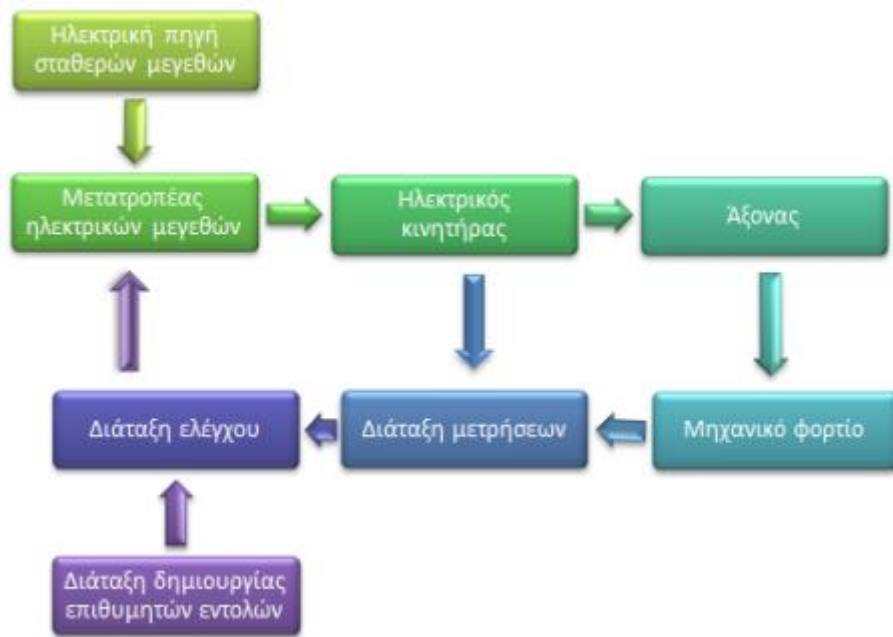 Ηλεκτρική πηγή
σταθερών μεγεθών
Μετατροπέας
ηλεκτρικών μεγεθών
Ηλεκτρικός
κινητήρας
Άξονας
Διάταξη ελέγχου
Διάταξη μετρήσεων
Μηχανικό φορτίο
Διάταξη δημιουργίας
επιθυμητών εντολών